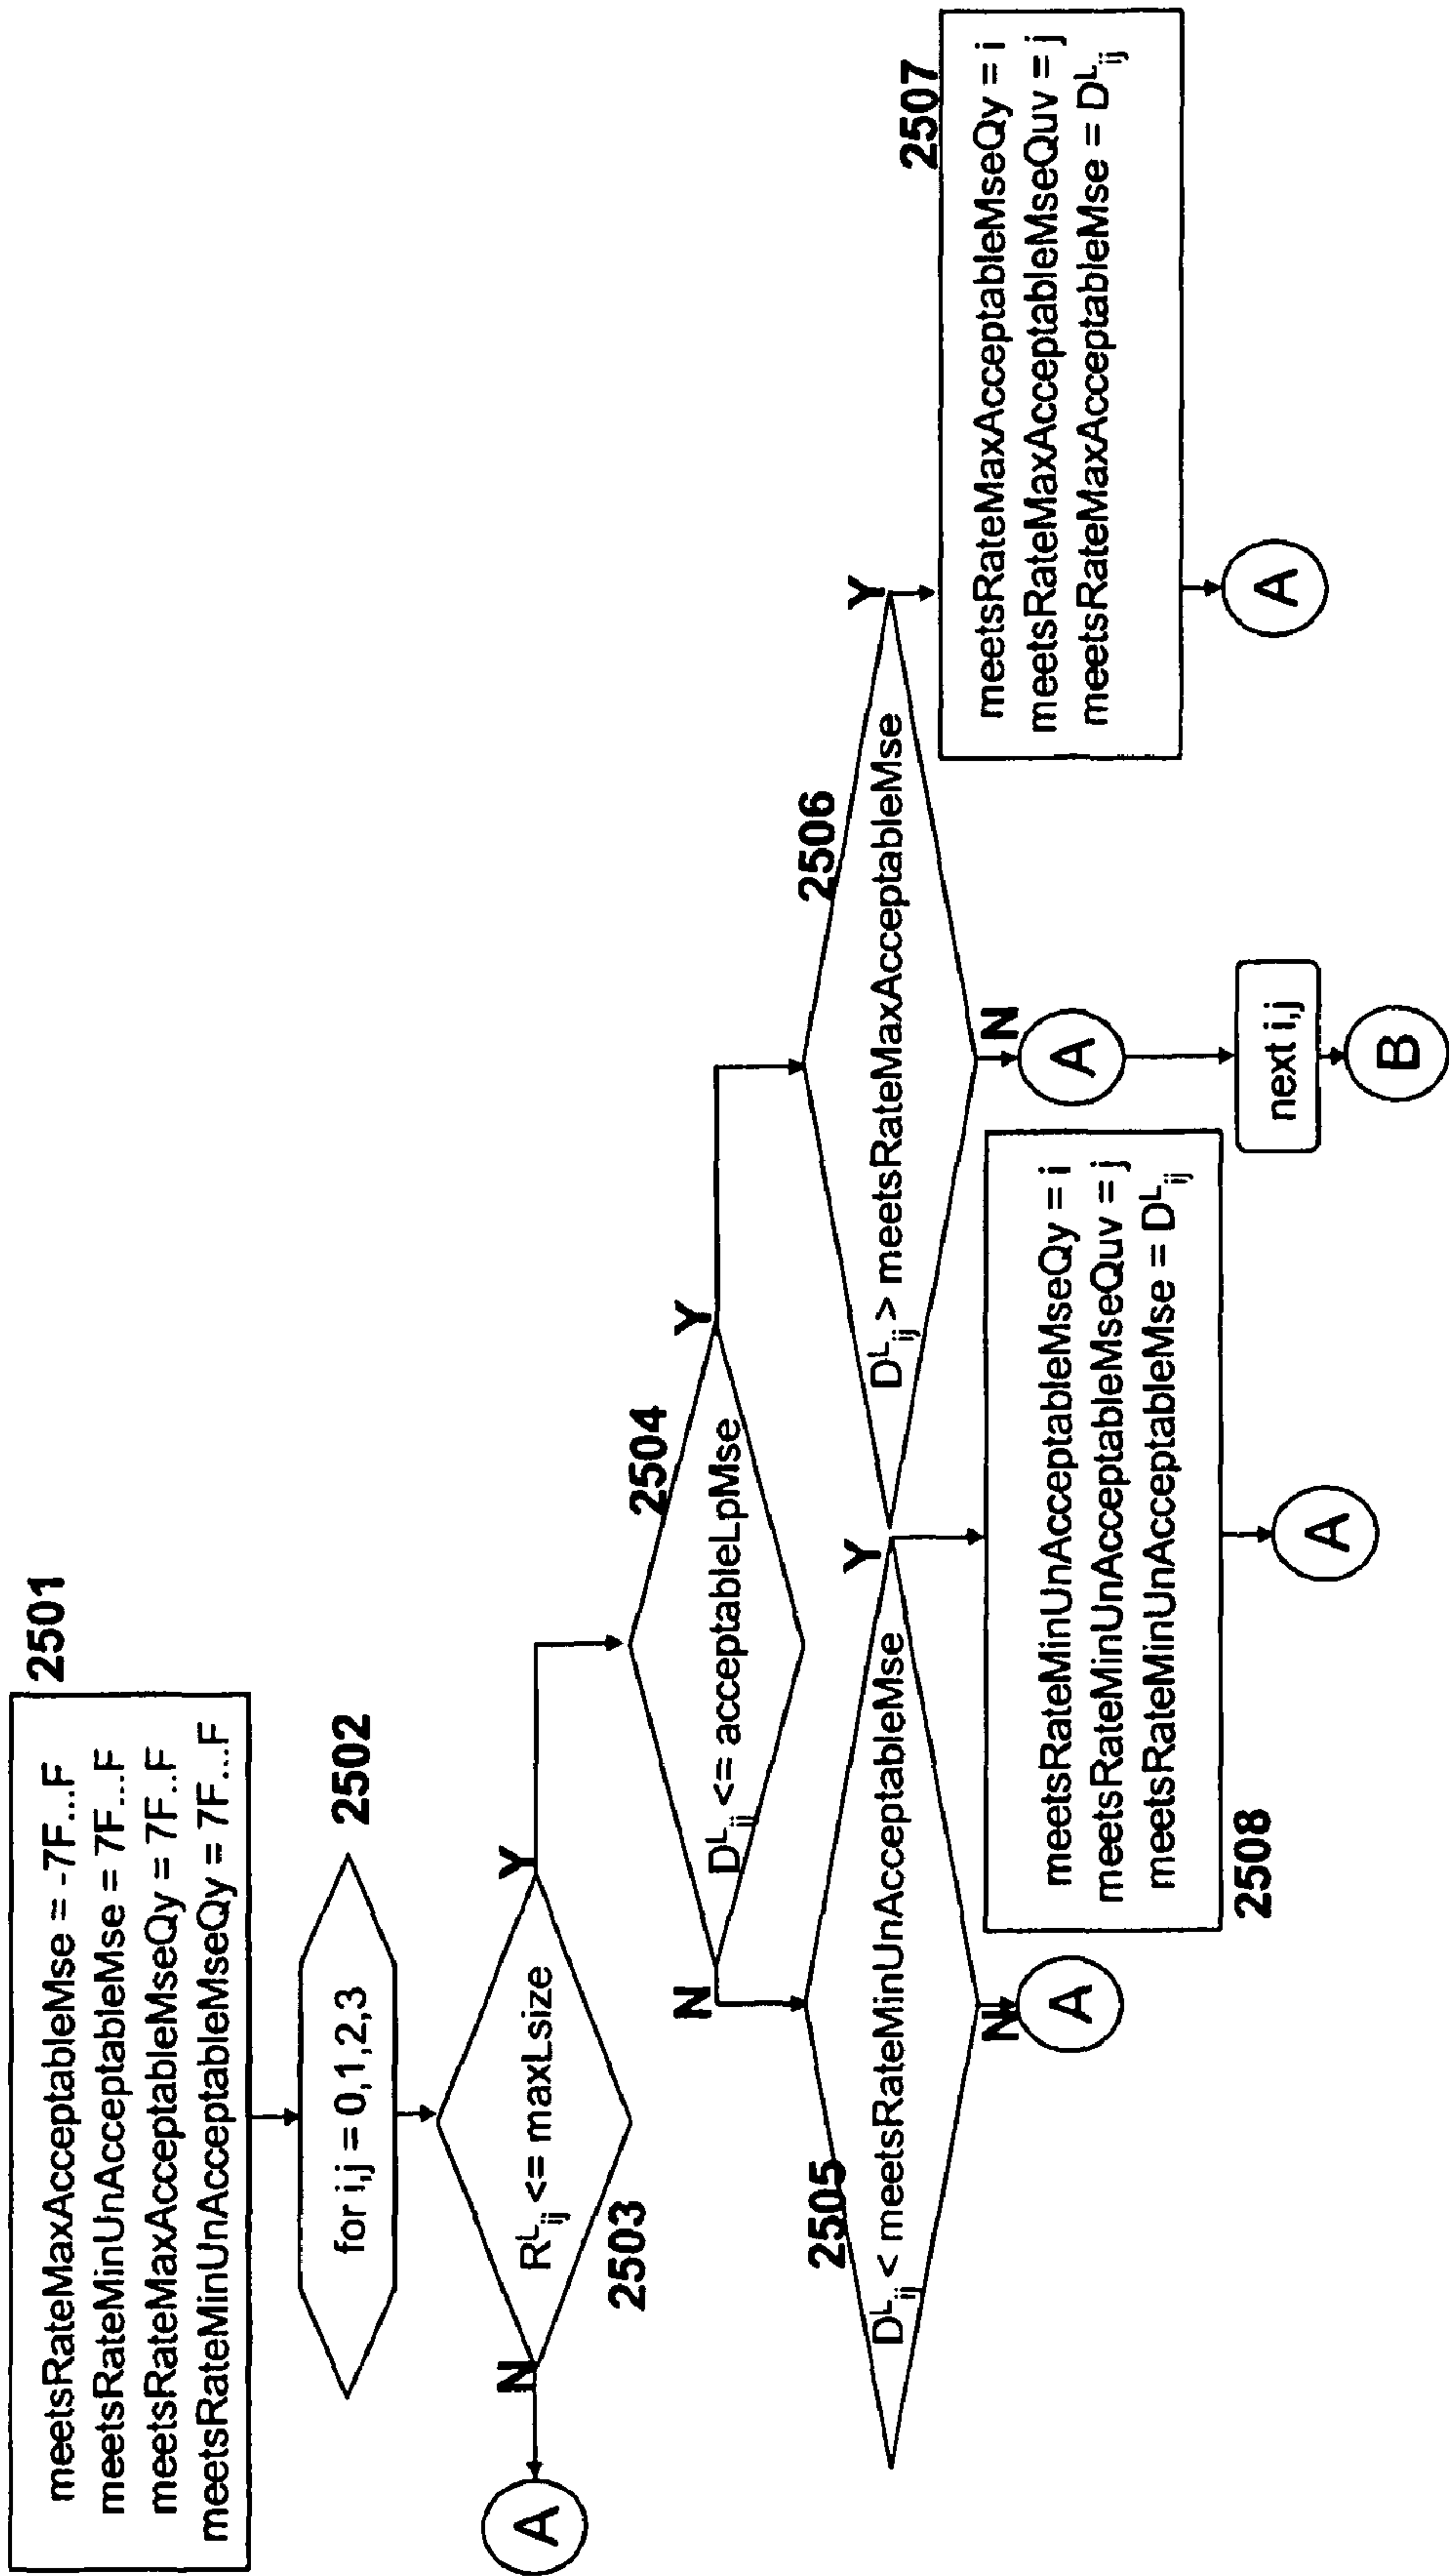 2501
meetsRateMaxAcceptableMse = -7F...F
meetsRateMinUnAcceptableMse = 7F...F
meetsRateMaxAcceptableMseQy = 7F..F
meetsRateMinUnAcceptableMseQy = 7F...F
2502
for i,j = 0,1,2,3
N
R^L_ij <= maxLsize
Y
2503
A
2504
N
D^L_ij <= acceptableLpMse
Y
2505
D^L_ij < meetsRateMinUnAcceptableMse
Y
N
A
2506
D^L_ij > meetsRateMaxAcceptableMse
Y
N
A
next i,j
B
2508
meetsRateMinUnAcceptableMseQy = i
meetsRateMinUnAcceptableMseQuv = j
meetsRateMinUnAcceptableMse = D^L_ij
A
2507
meetsRateMaxAcceptableMseQy = i
meetsRateMaxAcceptableMseQuv = j
meetsRateMaxAcceptableMse = D^L_ij
A